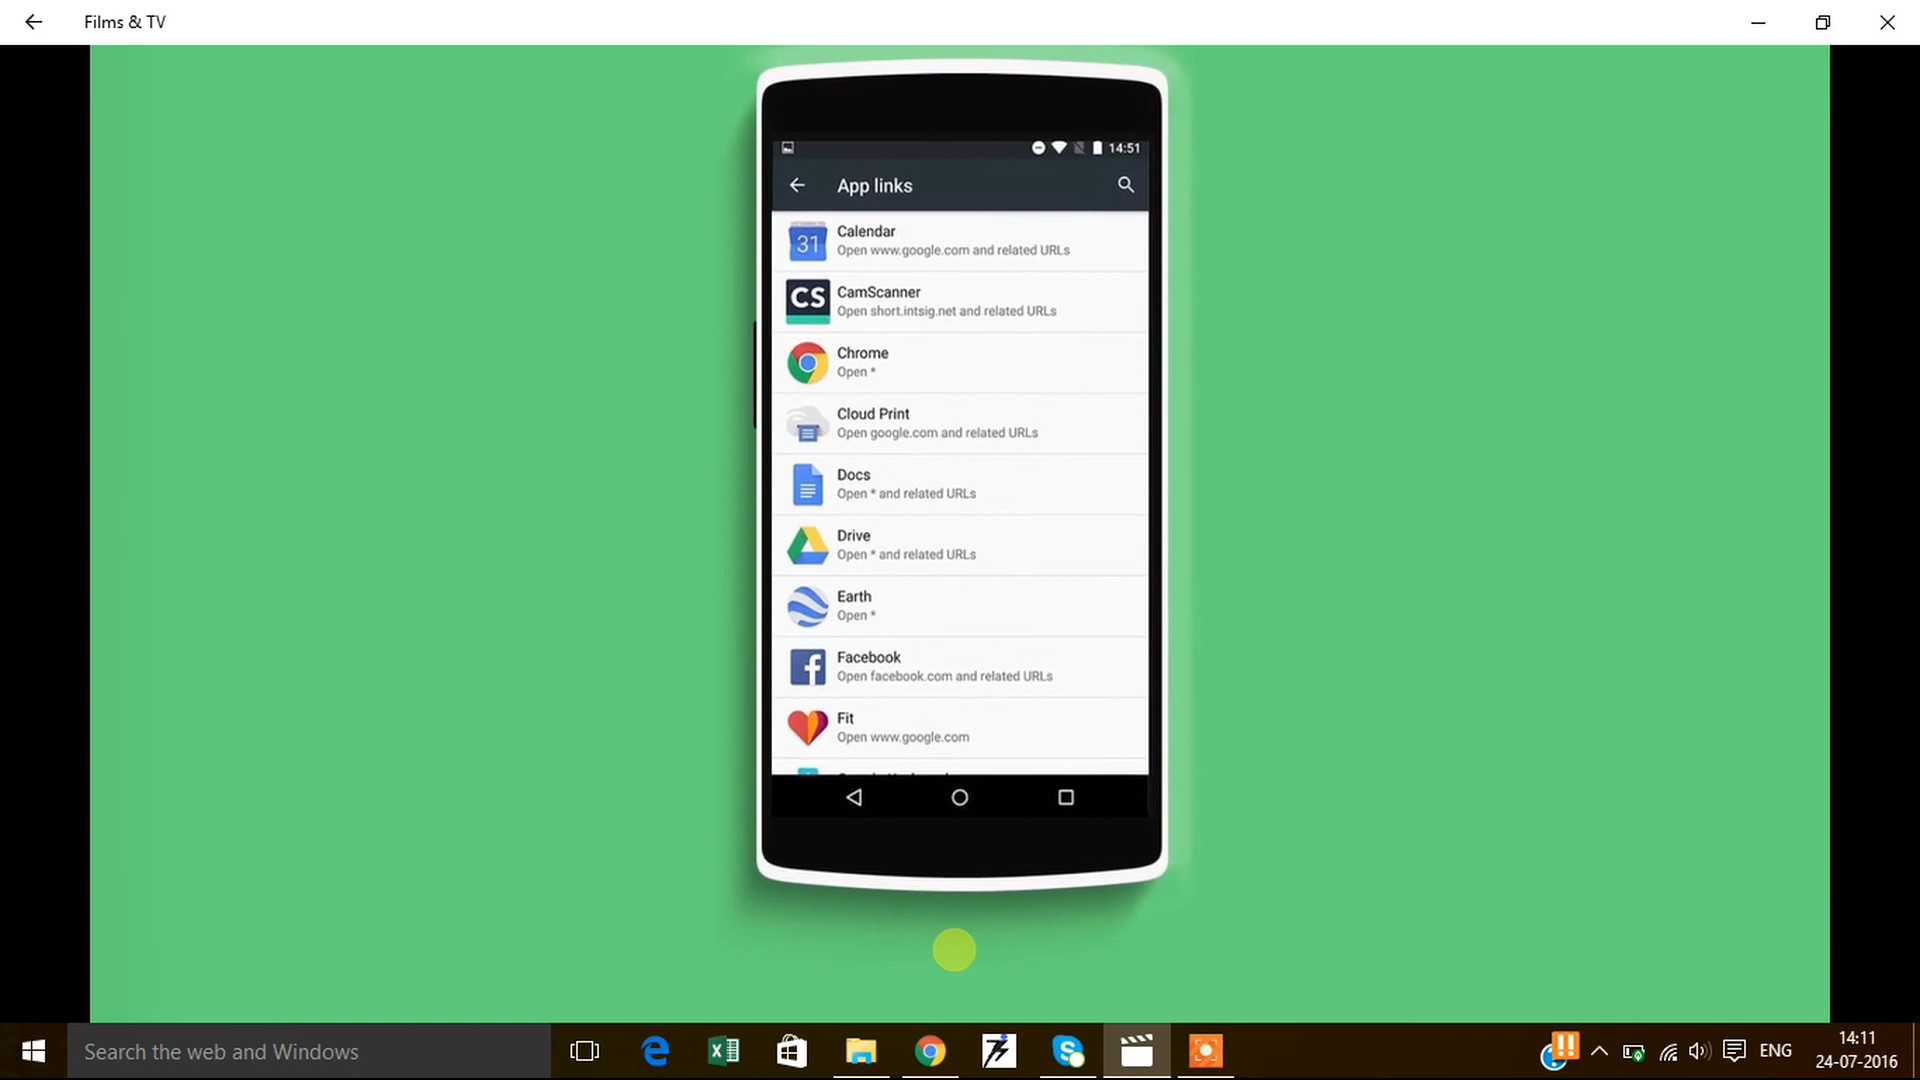 Films & TV
14:51
App links
31
Calendar
Open www.google.com and related URLs
CS
CamScanner
Open short.intsig.net and related URLs
Chrome
Open *
Cloud Print
Open google.com and related URLs
Docs
Open * and related URLs
Drive
Open * and related URLs
Earth
Open *
Facebook
Open facebook.com and related URLs
Fit
Open www.google.com
Search the web and Windows
ENG
14:11
24-07-2016